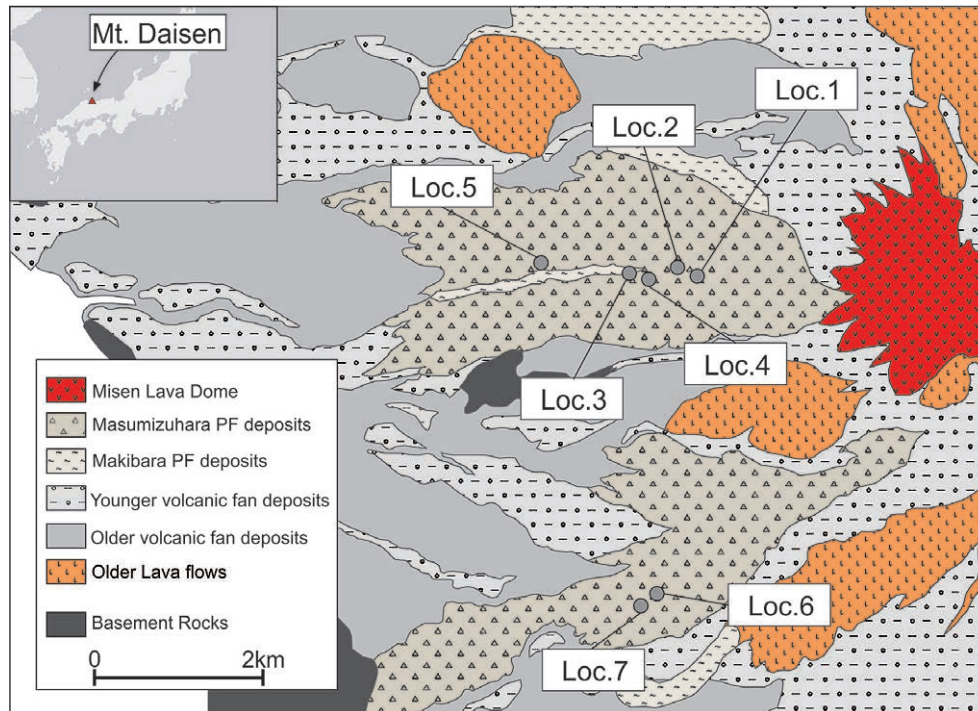 Mt. Daisen
Loc.1
Loc.2
Loc.5
Loc.4
Loc.3
Misen Lava Dome
Masumizuhara PF deposits
Makibara PF deposits
Younger volcanic fan deposits
Older volcanic fan deposits
Older Lava flows
Basement Rocks
0 2km
Loc.6
Loc.7